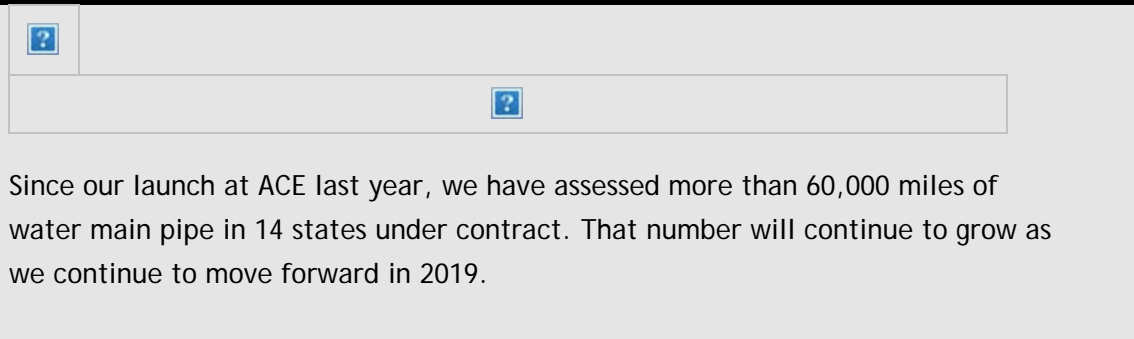 Since our launch at ACE last year, we have assessed more than 60,000 miles of
water main pipe in 14 states under contract. That number will continue to grow as
we continue to move forward in 2019.